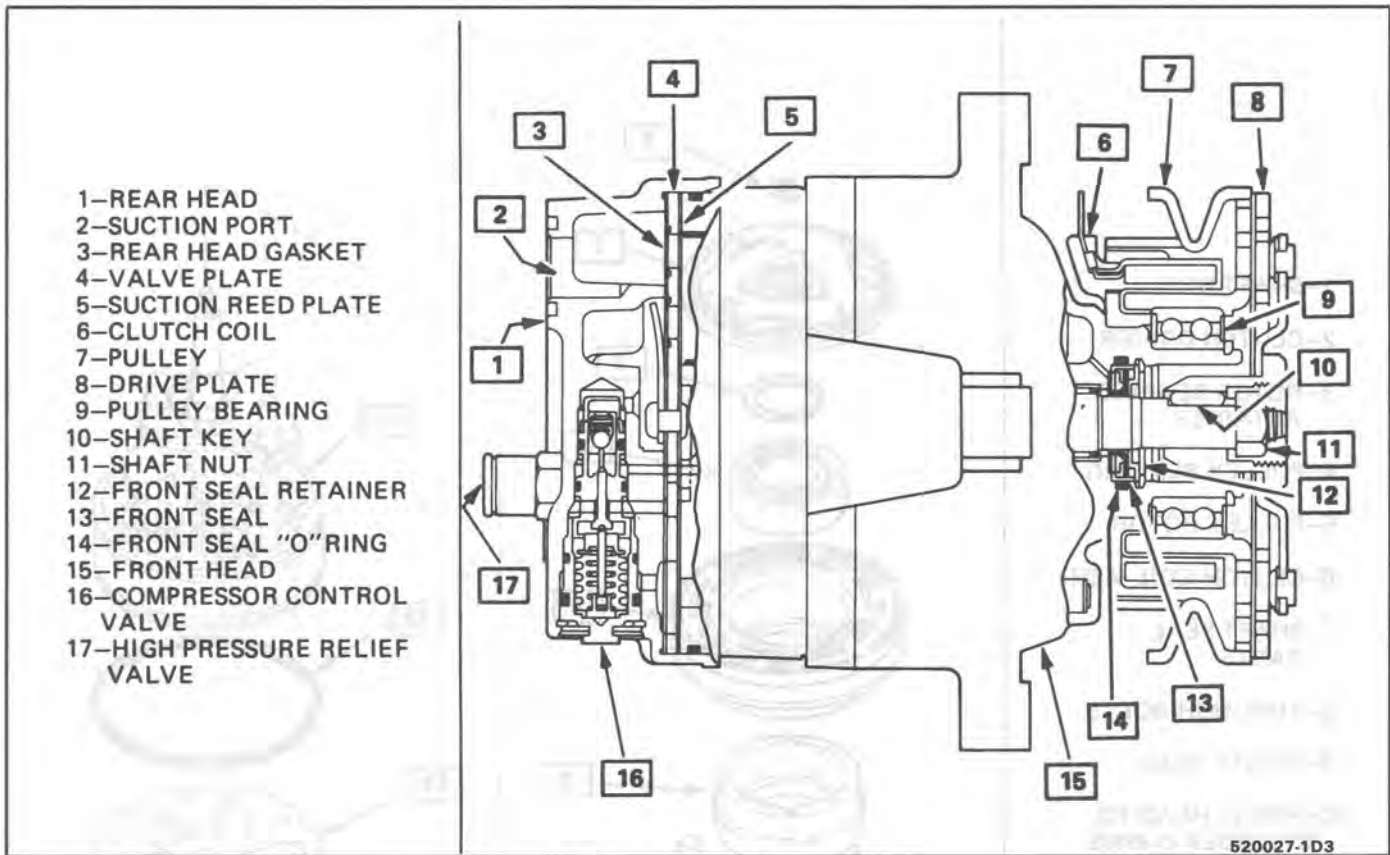 1–REAR HEAD
2–SUCTION PORT
3–REAR HEAD GASKET
4–VALVE PLATE
5–SUCTION REED PLATE
6–CLUTCH COIL
7–PULLEY
8–DRIVE PLATE
9–PULLEY BEARING
10–SHAFT KEY
11–SHAFT NUT
12–FRONT SEAL RETAINER
13–FRONT SEAL
14–FRONT SEAL "O" RING
15–FRONT HEAD
16–COMPRESSOR CONTROL
VALVE
17–HIGH PRESSURE RELIEF
VALVE
4
7
8
3
5
6
2
9
1
10
11
12
17
14
13
16
15
520027-1D3